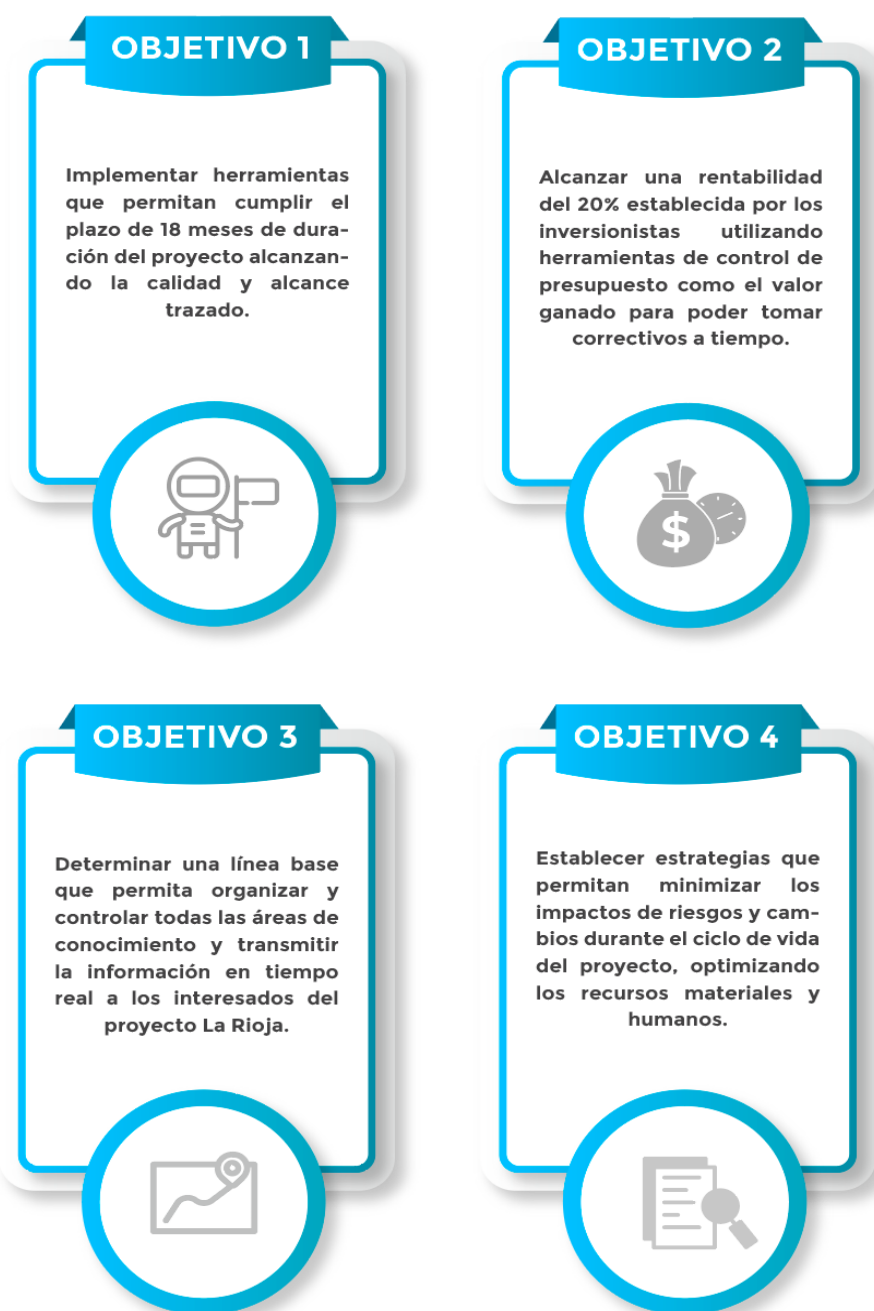 OBJETIVO 1
Implementar herramientas
que permitan cumplir el
plazo de 18 meses de dura-
ción del proyecto alcanzan-
do la calidad y alcance
trazado.
OBJETIVO 2
Alcanzar una rentabilidad
del 20% establecida por los
inversionistas utilizando
herramientas de control de
presupuesto como el valor
ganado para poder tomar
correctivos a tiempo.
$
OBJETIVO 3
Determinar una línea base
que permita organizar y
controlar todas las áreas de
conocimiento y transmitir
la información en tiempo
real a los interesados del
proyecto La Rioja.
OBJETIVO 4
Establecer estrategias que
permitan minimizar los
impactos de riesgos y cam-
bios durante el ciclo de vida
del proyecto, optimizando
los recursos materiales y
humanos.